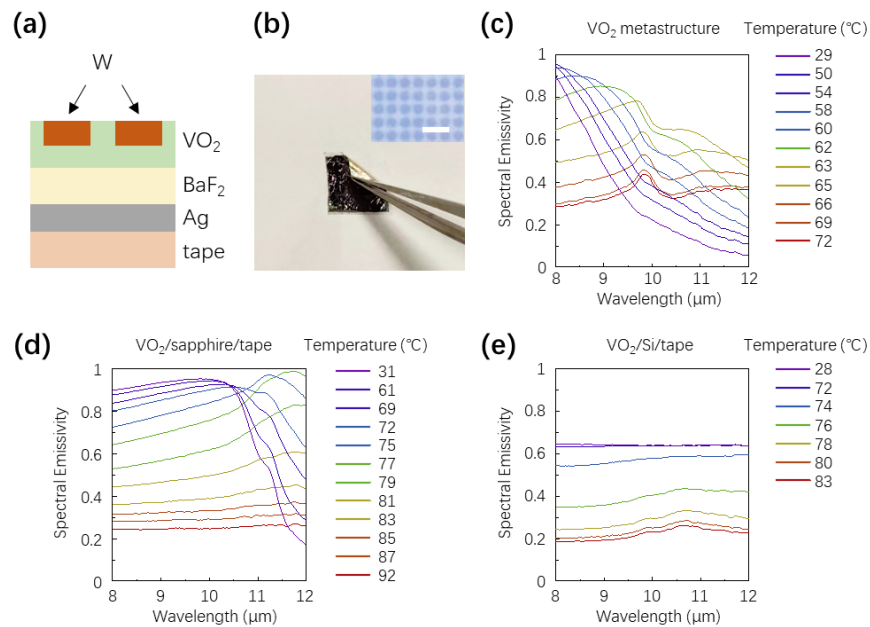 (a)
W
VO₂
BaF₂
Ag
tape
(b)
(c)
VO₂ metastructure
Temperature (℃)
Spectral Emissivity
1
0.8
0.6
0.4
0.2
0
8
9
10
11
12
Wavelength (μm)
29
50
54
58
60
62
63
65
66
69
72
(d)
VO₂/sapphire/tape
Temperature (℃)
Spectral Emissivity
1
0.8
0.6
0.4
0.2
0
8
9
10
11
12
Wavelength (μm)
31
61
69
72
75
77
79
81
83
85
87
92
(e)
VO₂/Si/tape
Temperature (℃)
Spectral Emissivity
1
0.8
0.6
0.4
0.2
0
8
9
10
11
12
Wavelength (μm)
28
72
74
76
78
80
83